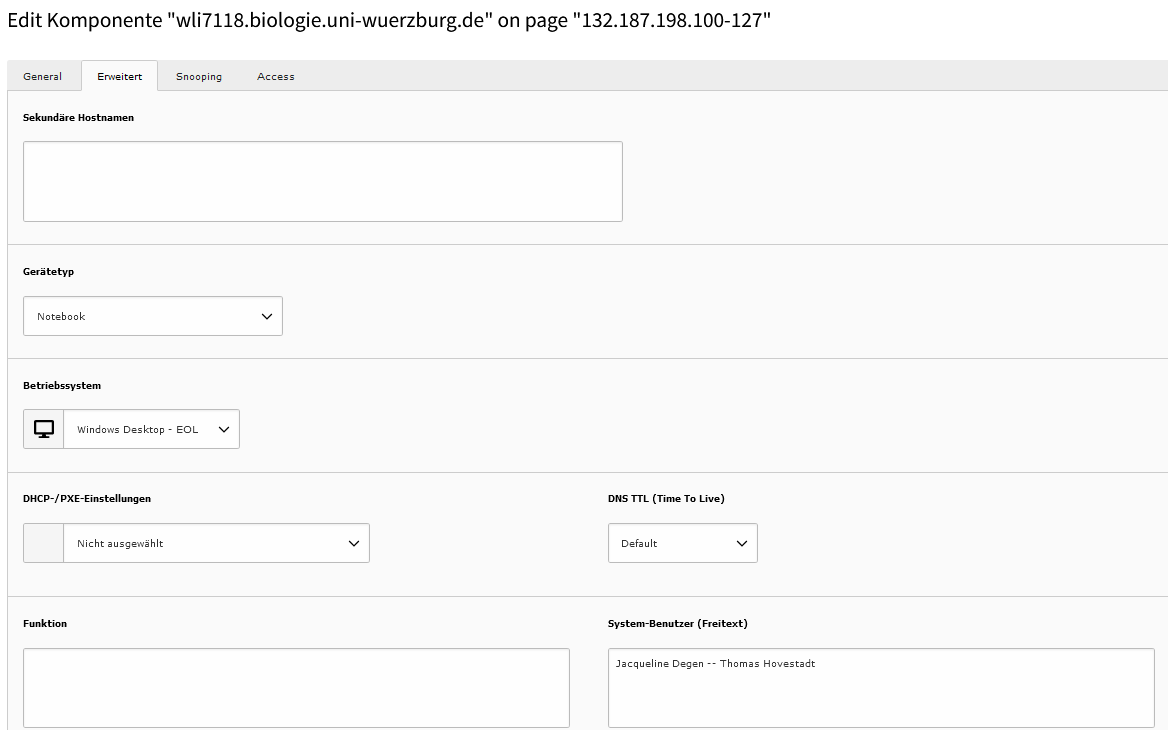 Edit Komponente "wli7118.biologie.uni-wuerzburg.de" on page "132.187.198.100-127"
General Erweitert Snooping Access
Sekundäre Hostnamen
Gerätetyp
Notebook
Betriebssystem
Windows Desktop - EOL
DHCP-/PXE-Einstellungen DNS TTL (Time To Live)
Nicht ausgewählt Default
Funktion System-Benutzer (Freitext)
Jacqueline Degen -- Thomas Hovestadt